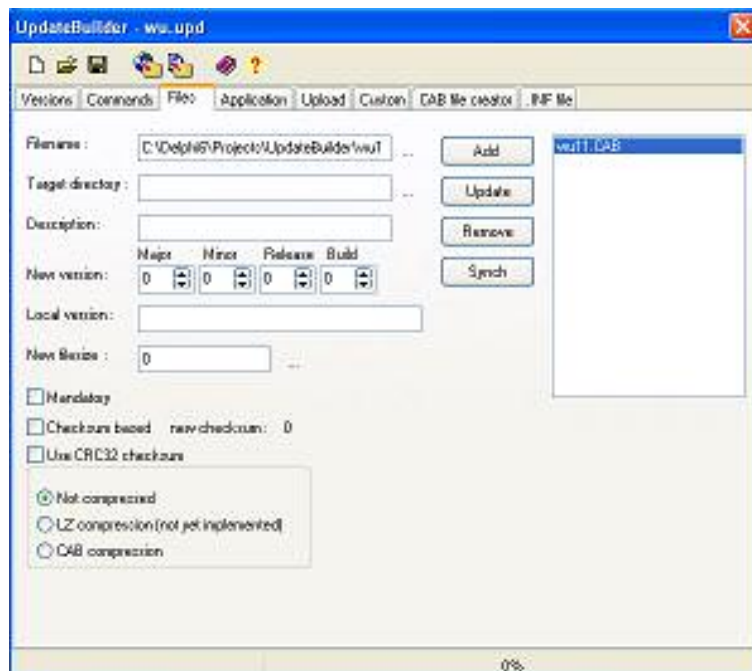 UpdateBuilder - wu.upd
Versions Commands Files Application Upload Custom CAB file creator .INF file
Filename : C:\Delphi6\Projects\UpdateBuilder\wu1 ... Add wu11.CAB
Target directory : ... Update
Description : Remove
Major Minor Release Build
New version : 0 0 0 0 Synch
Local version :
New filesize : 0 ...
Mandatory
Checksum based new checksum : 0
Use CRC32 checksum
Not compressed
LZ compression (not yet implemented)
CAB compression
0%